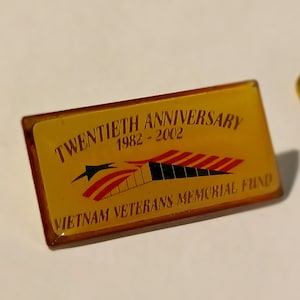 TWENTIETH ANNIVERSARY
1982 - 2002
VIETNAM VETERANS MEMORIAL FUND